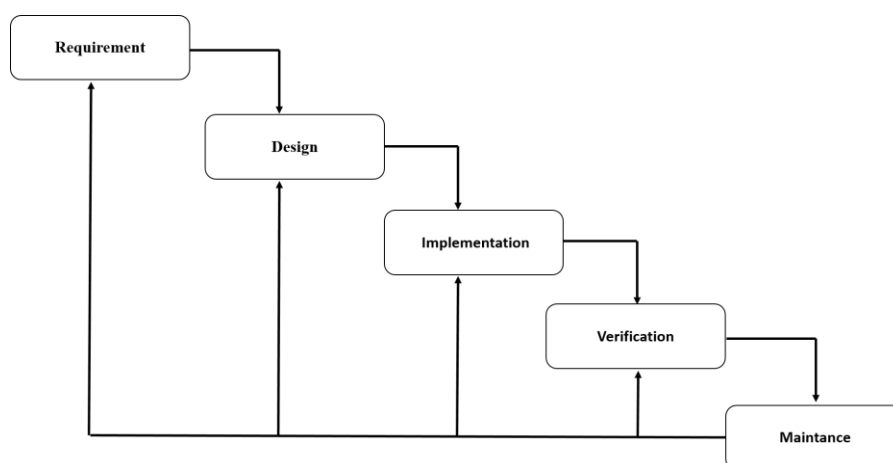 Requirement
Design
Implementation
Verification
Maintance